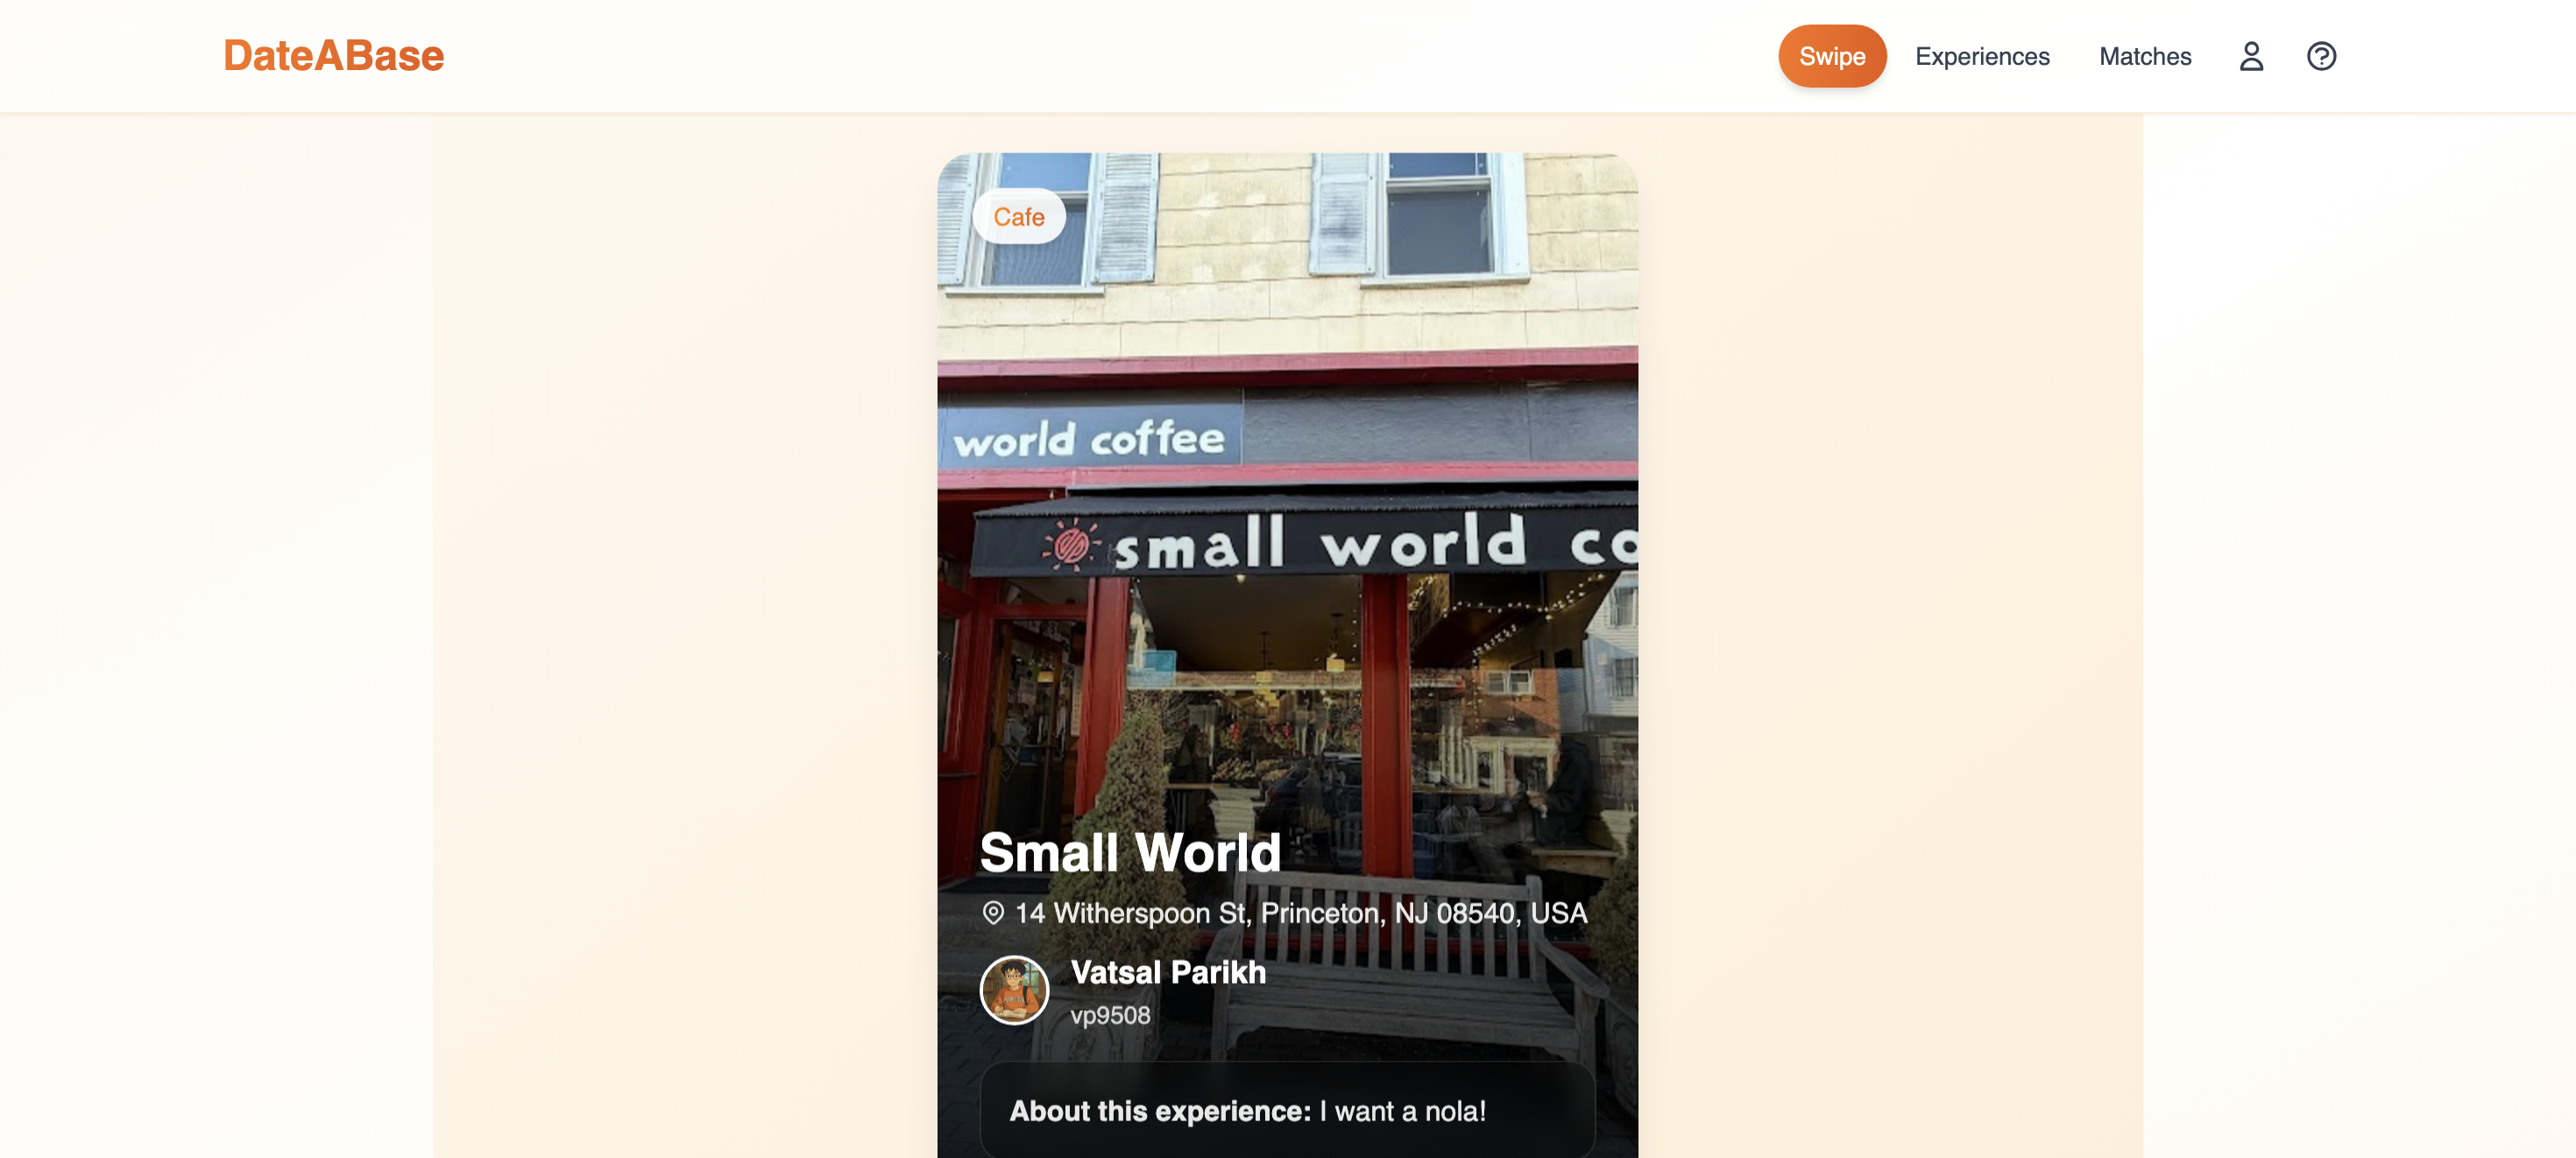 DateABase
Swipe
Experiences
Matches
Cafe
world coffee
small world co
Small World
14 Witherspoon St, Princeton, NJ 08540, USA
Vatsal Parikh
vp9508
About this experience: I want a nola!